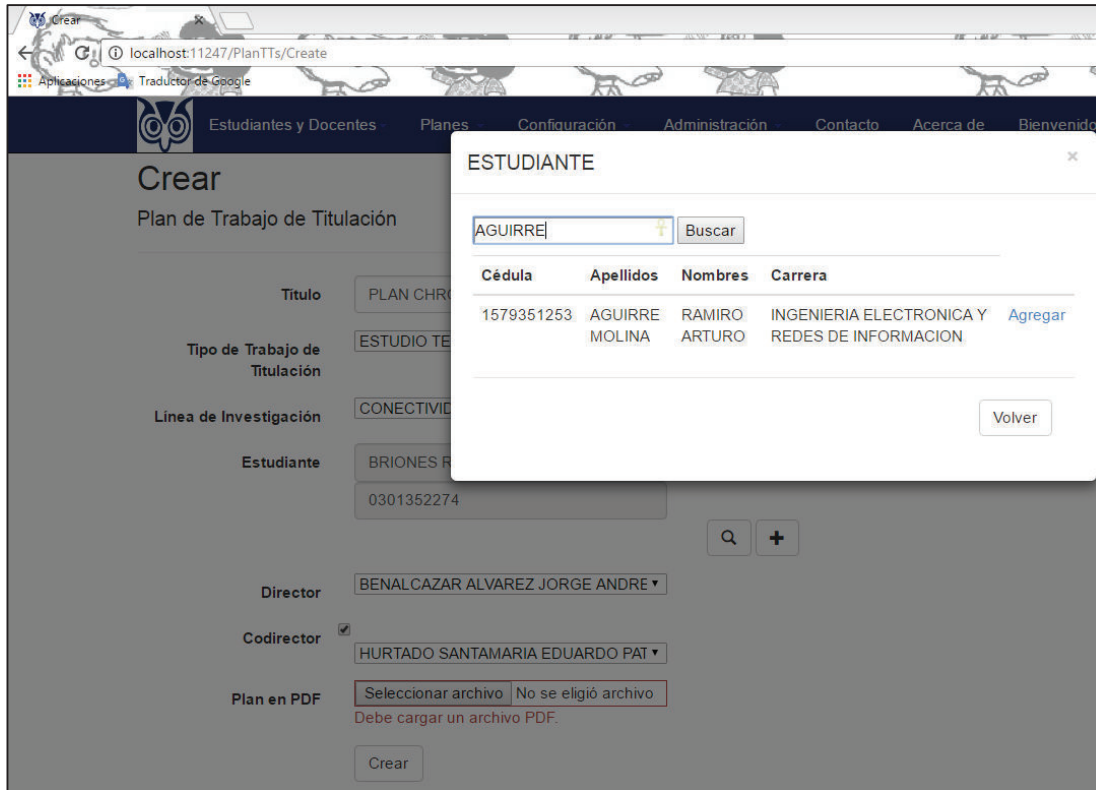 Crear
localhost:11247/PlanTTs/Create
Aplicaciones Traductor de Google
Estudiantes y Docentes Planes Configuración Administración Contacto Acerca de Bienvenido
Crear
Plan de Trabajo de Titulación
ESTUDIANTE
×
AGUIRRE Buscar
Cédula Apellidos Nombres Carrera
1579351253 AGUIRRE RAMIRO INGENIERIA ELECTRONICA Y Agregar
MOLINA ARTURO REDES DE INFORMACION
Volver
Título PLAN CHRO
Tipo de Trabajo de ESTUDIO TE
Titulación
Línea de Investigación CONECTIVID
Estudiante BRIONES R
0301352274
Director BENALCAZAR ALVAREZ JORGE ANDRE
Codirector
HURTADO SANTAMARIA EDUARDO PAT
Plan en PDF Seleccionar archivo No se eligió archivo
Debe cargar un archivo PDF.
Crear